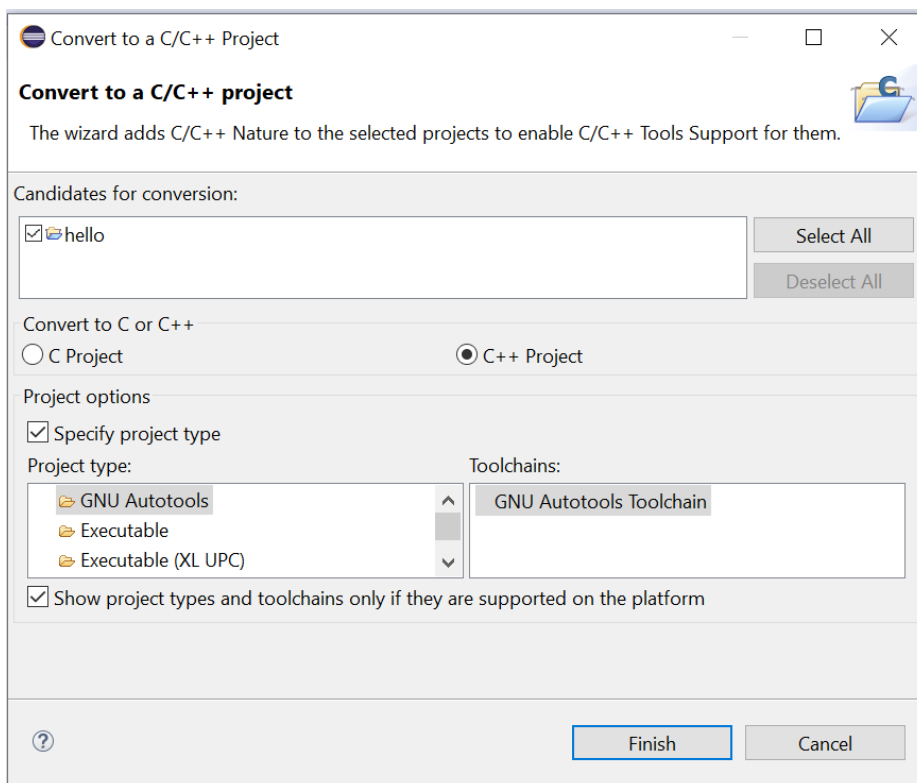 Convert to a C/C++ Project
Convert to a C/C++ project
The wizard adds C/C++ Nature to the selected projects to enable C/C++ Tools Support for them.
Candidates for conversion:
hello
Select All
Deselect All
Convert to C or C++
C Project
C++ Project
Project options
Specify project type
Project type:
Toolchains:
GNU Autotools
GNU Autotools Toolchain
Executable
Executable (XL UPC)
Show project types and toolchains only if they are supported on the platform
Finish
Cancel